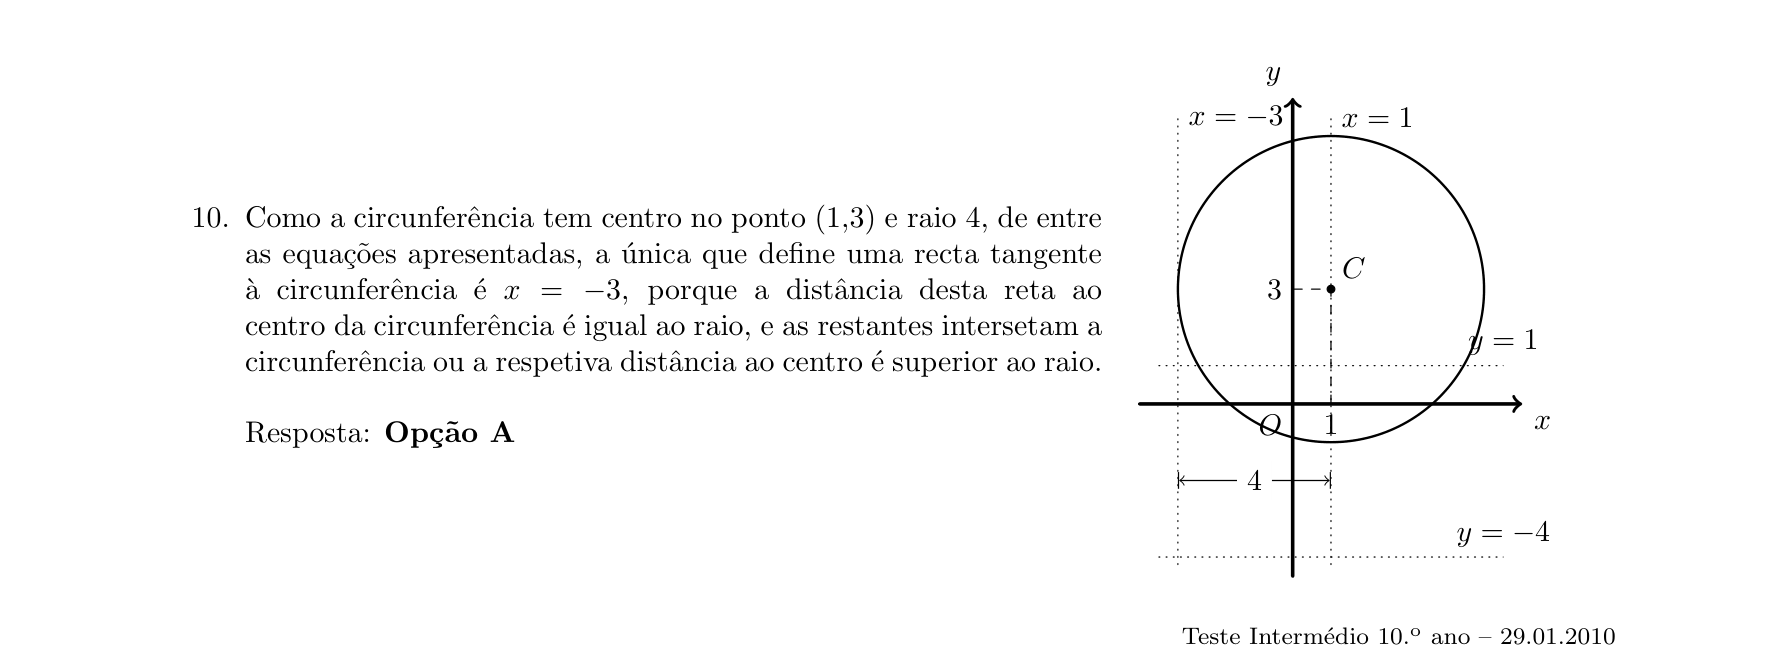 10. Como a circunferência tem centro no ponto (1,3) e raio 4, de entre
as equações apresentadas, a única que define uma recta tangente
à circunferência é x = −3, porque a distância desta reta ao
centro da circunferência é igual ao raio, e as restantes intersetam a
circunferência ou a respetiva distância ao centro é superior ao raio.
Resposta: Opção A
y
x = −3
x = 1
C
3
y = 1
O
1
x
4
y = −4
Teste Intermédio 10.º ano – 29.01.2010